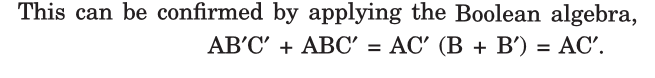 This can be confirmed by applying the Boolean algebra,
AB′C′ + ABC′ = AC′ (B + B′) = AC′.